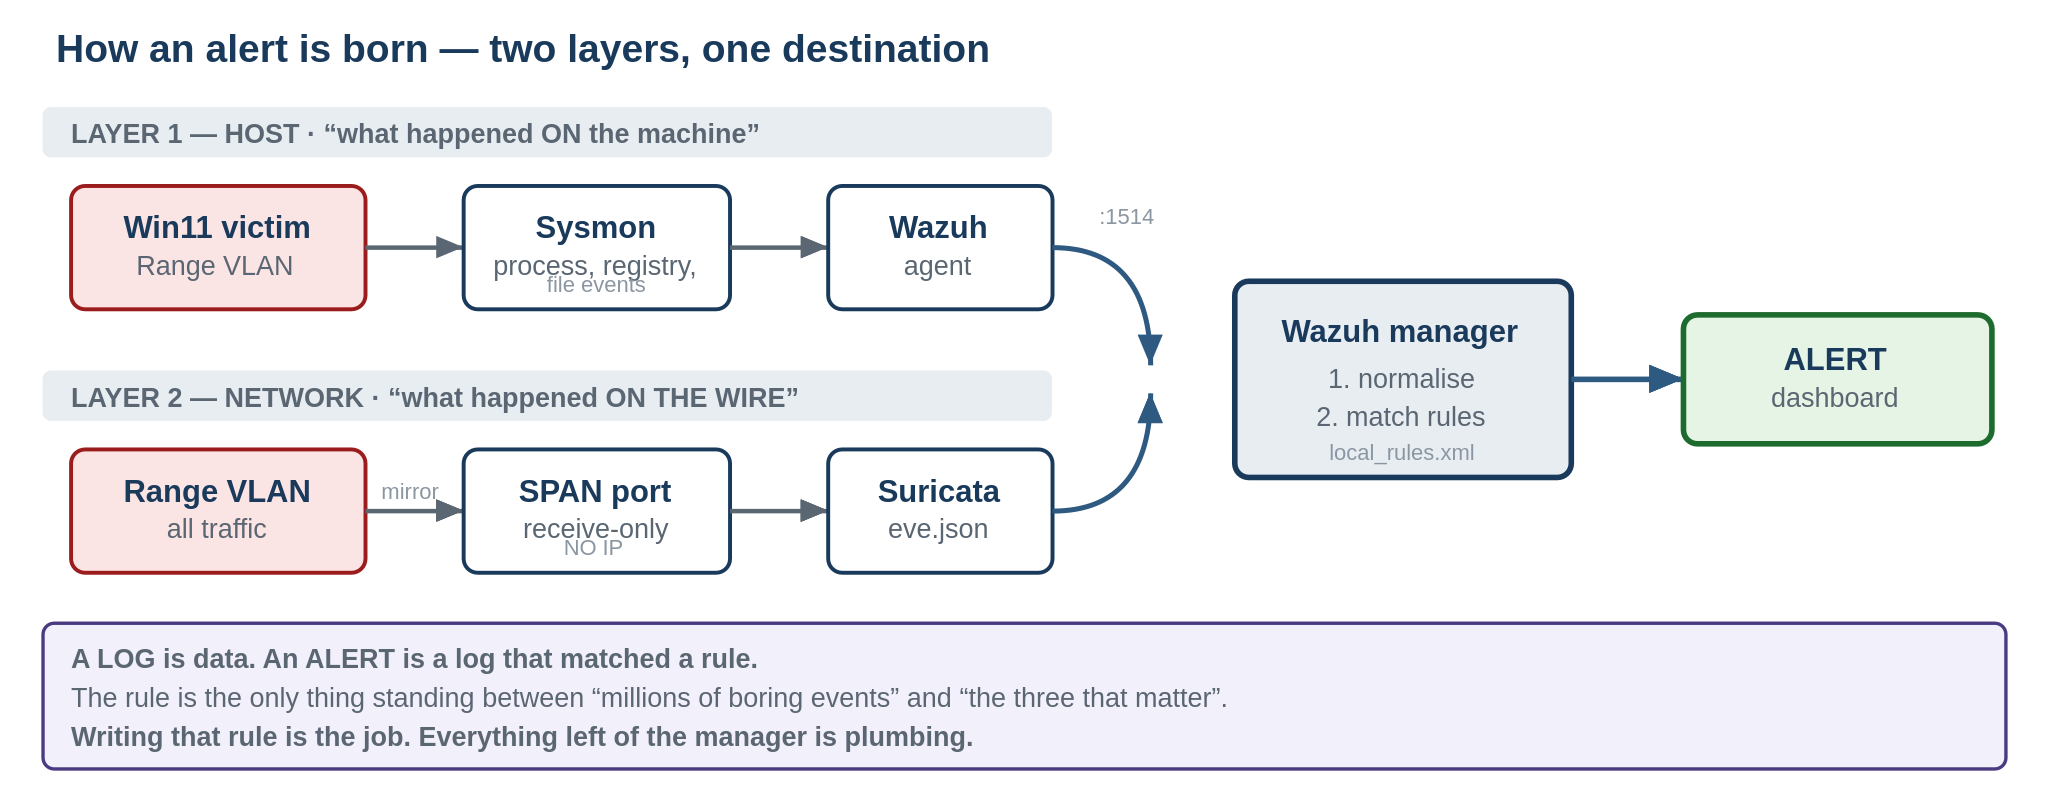 How an alert is born — two layers, one destination
LAYER 1 — HOST · “what happened ON the machine”
Win11 victim
Range VLAN
Sysmon
process, registry,
file events
Wazuh
agent
:1514
LAYER 2 — NETWORK · “what happened ON THE WIRE”
Range VLAN
all traffic
mirror
SPAN port
receive-only
NO IP
Suricata
eve.json
Wazuh manager
1. normalise
2. match rules
local_rules.xml
ALERT
dashboard
A LOG is data. An ALERT is a log that matched a rule.
The rule is the only thing standing between “millions of boring events” and “the three that matter”.
Writing that rule is the job. Everything left of the manager is plumbing.